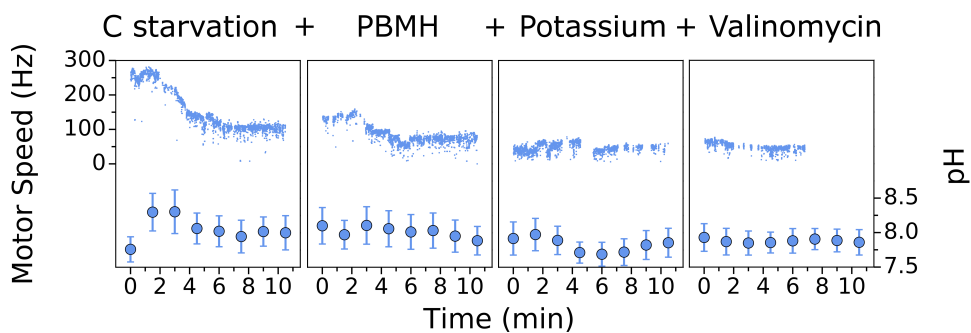 C starvation + PBMH + Potassium + Valinomycin
Motor Speed (Hz)
300
200
100
0
pH
8.5
8.0
7.5
0 2 4 6 8 10 0 2 4 6 8 10 0 2 4 6 8 10 0 2 4 6 8 10
Time (min)